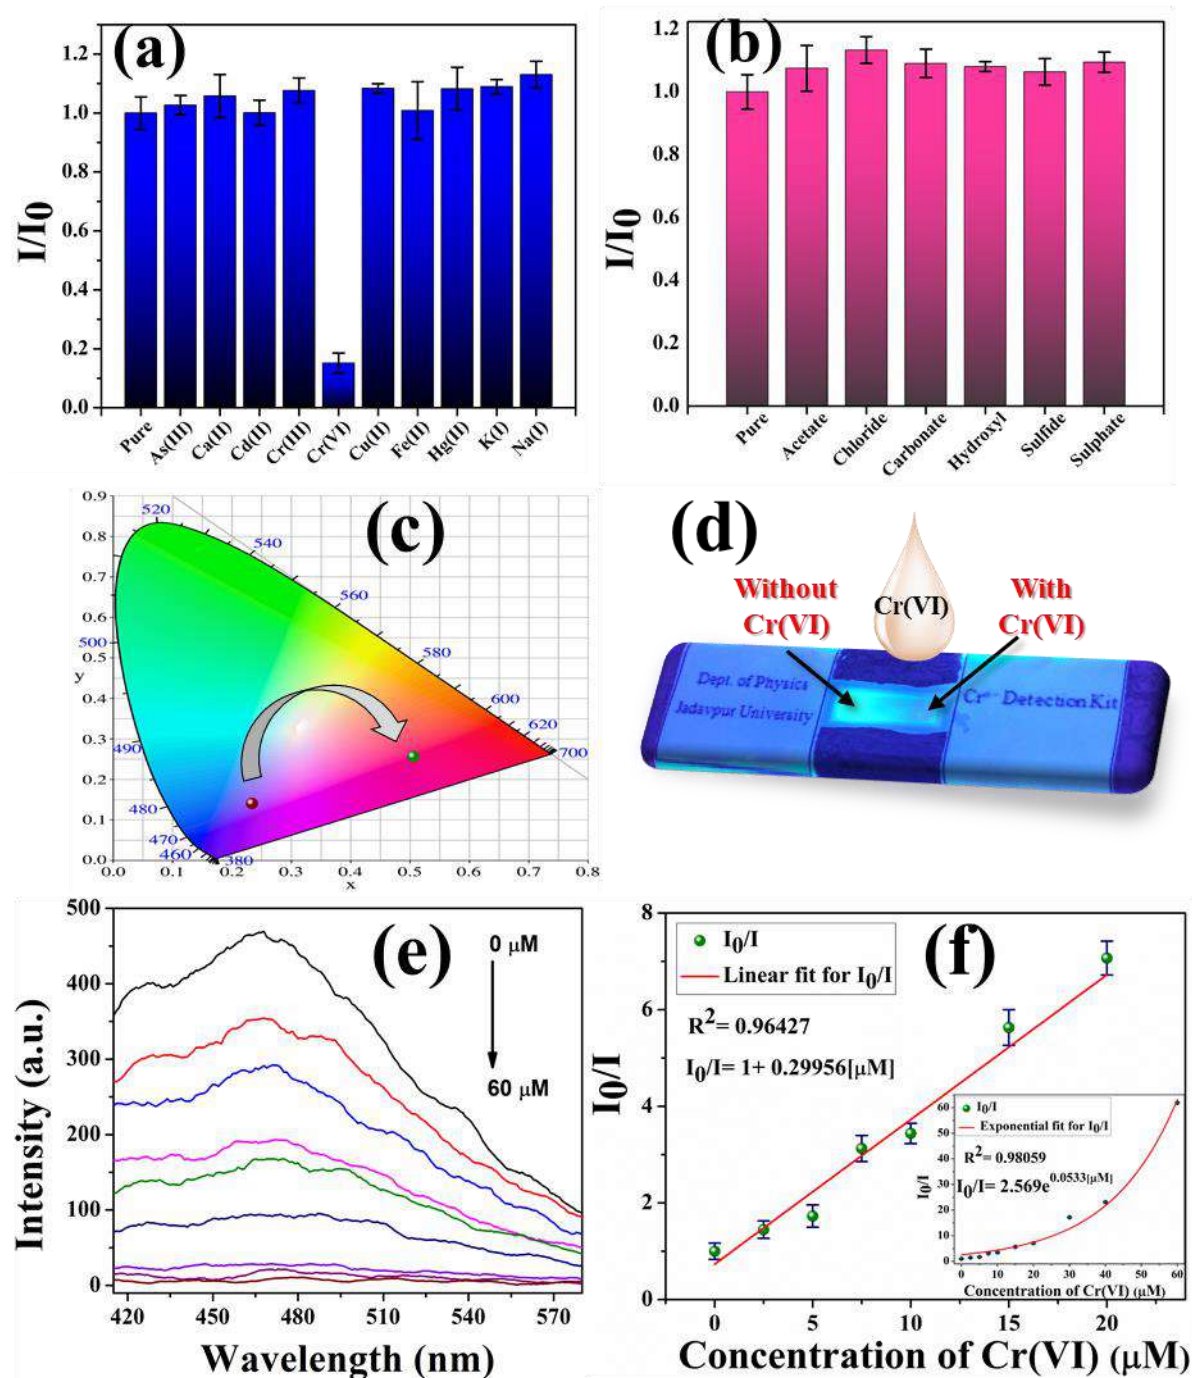 (a)
I/I0
1.2
1.0
0.8
0.6
0.4
0.2
0.0
Pure
As(III)
Ca(II)
Cd(II)
Cr(III)
Cr(VI)
Cu(II)
Fe(II)
Hg(II)
K(I)
Na(I)
(b)
I/I0
1.2
1.0
0.8
0.6
0.4
0.2
0.0
Pure
Acetate
Chloride
Carbonate
Hydroxyl
Sulfide
Sulphate
(c)
0.9
0.8
0.7
0.6
0.5
y
0.4
0.3
0.2
0.1
0.0
520
540
560
580
600
620
700
500
490
480
470
460
380
0.0 0.1 0.2 0.3 0.4 0.5 0.6 0.7 0.8
x
(d)
Without
Cr(VI)
Cr(VI)
With
Cr(VI)
Dept. of Physics
Jadavpur University
Detection Kit
(e)
Intensity (a.u.)
500
400
300
200
100
0
0 µM
60 µM
420 450 480 510 540 570
Wavelength (nm)
(f)
I0/I
8
6
4
2
0
I0/I
Linear fit for I0/I
R²= 0.96427
I0/I= 1+ 0.29956[µM]
0 5 10 15 20
Concentration of Cr(VI) (µM)
I0/I
60
50
40
30
20
10
0
I0/I
Exponential fit for I0/I
R²= 0.98059
I0/I= 2.569e^0.0533[µM]
0 10 20 30 40 50 60
Concentration of Cr(VI) (µM)